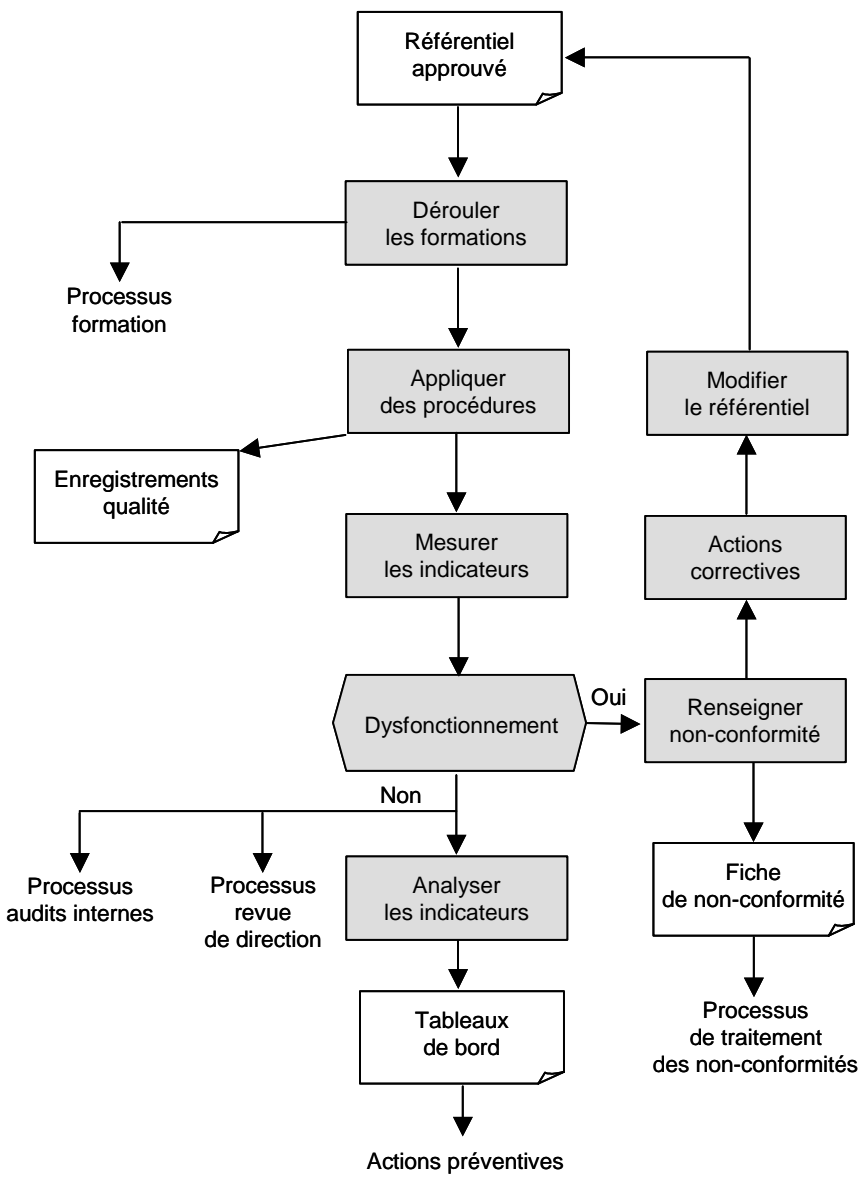 Référentiel
approuvé
Dérouler
les formations
Processus
formation
Appliquer
des procédures
Modifier
le référentiel
Enregistrements
qualité
Mesurer
les indicateurs
Actions
correctives
Dysfonctionnement
Oui
Renseigner
non-conformité
Non
Processus
audits internes
Processus
revue
de direction
Analyser
les indicateurs
Fiche
de non-conformité
Tableaux
de bord
Processus
de traitement
des non-conformités
Actions préventives